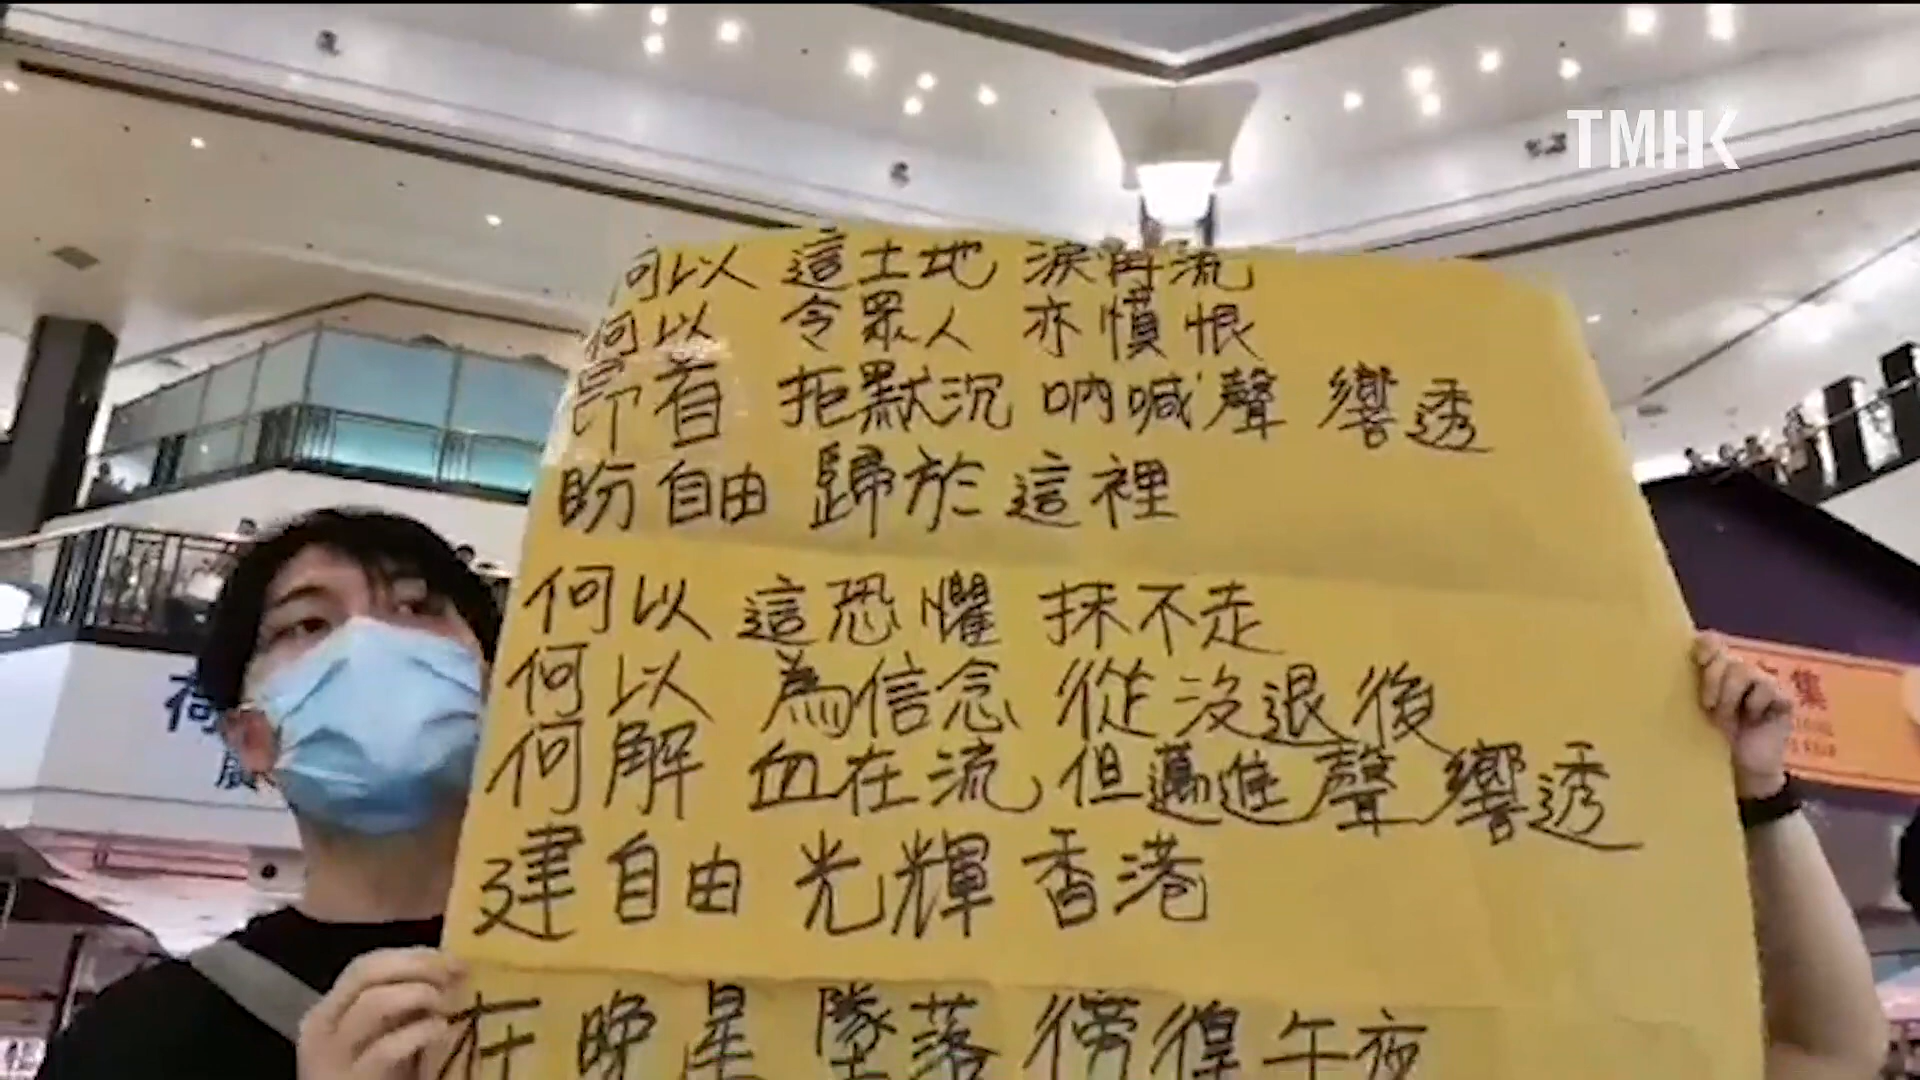 TMHK
何以 這土地 淚再流
何以 令眾人 亦憤恨
昂首 拒默沉 吶喊聲 響透
盼自由 歸於這裡
何以 這恐懼 抹不走
何以 為信念 從沒退後
何解 血在流 但邁進聲 響透
建自由 光輝 香港
在晚星 墜落 徬徨午夜
集